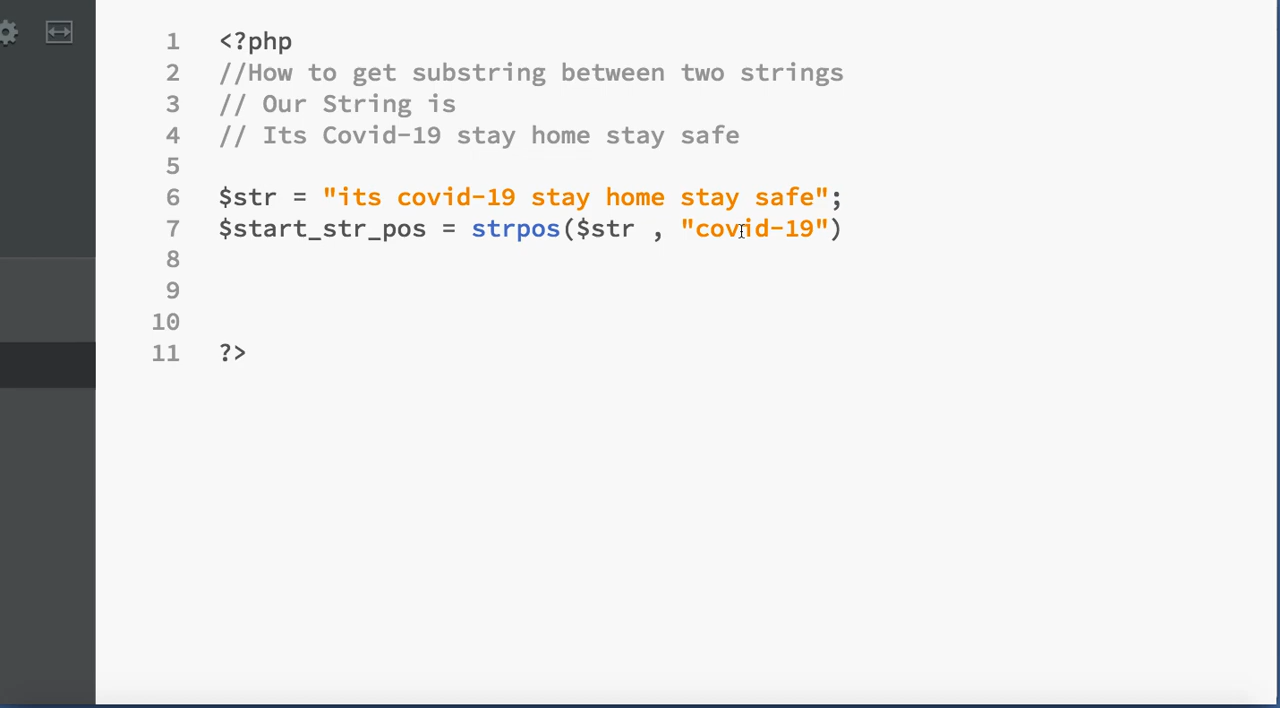 1 <?php
2 //How to get substring between two strings
3 // Our String is
4 // Its Covid-19 stay home stay safe
5
6 $str = "its covid-19 stay home stay safe";
7 $start_str_pos = strpos($str , "covid-19")
8
9
10
11 ?>